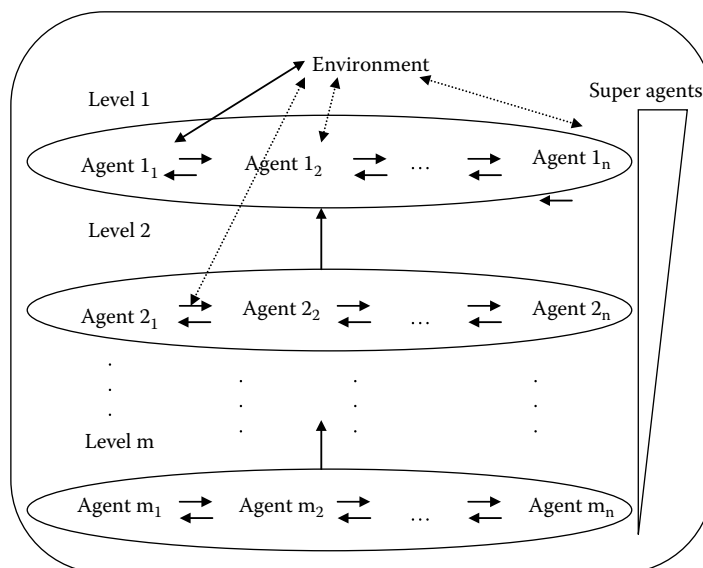 Environment
Super agents
Level 1
Agent 1₁ Agent 1₂ ... Agent 1ₙ
Level 2
Agent 2₁ Agent 2₂ ... Agent 2ₙ
Level m
Agent m₁ Agent m₂ ... Agent mₙ